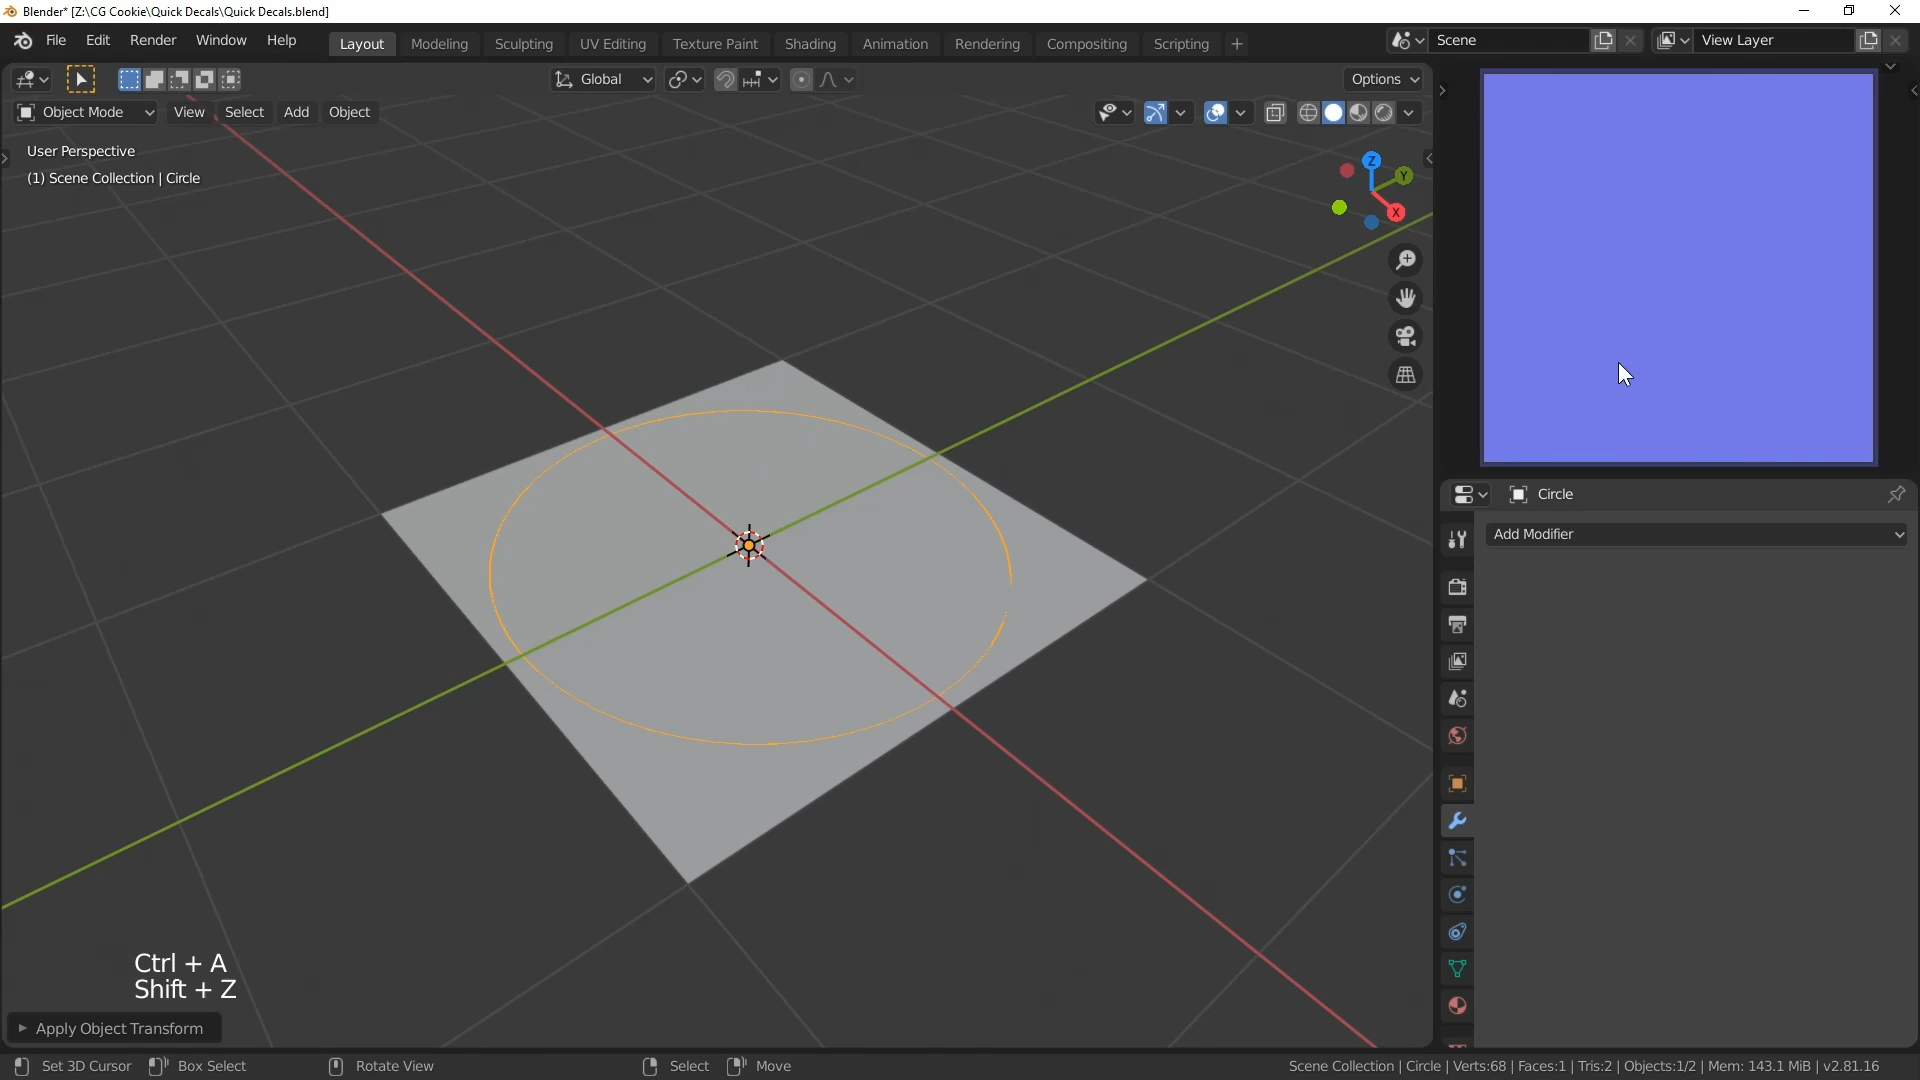 Blender* [Z:\CG Cookie\Quick Decals\Quick Decals.blend]
File Edit Render Window Help Layout Modeling Sculpting UV Editing Texture Paint Shading Animation Rendering Compositing Scripting + Scene View Layer
Global Options
Object Mode View Select Add Object
User Perspective
(1) Scene Collection | Circle
Z
Y
X
Circle
Add Modifier
Ctrl + A
Shift + Z
Apply Object Transform
Set 3D Cursor Box Select Rotate View Select Move Scene Collection | Circle | Verts:68 | Faces:1 | Tris:2 | Objects:1/2 | Mem: 143.1 MiB | v2.81.16